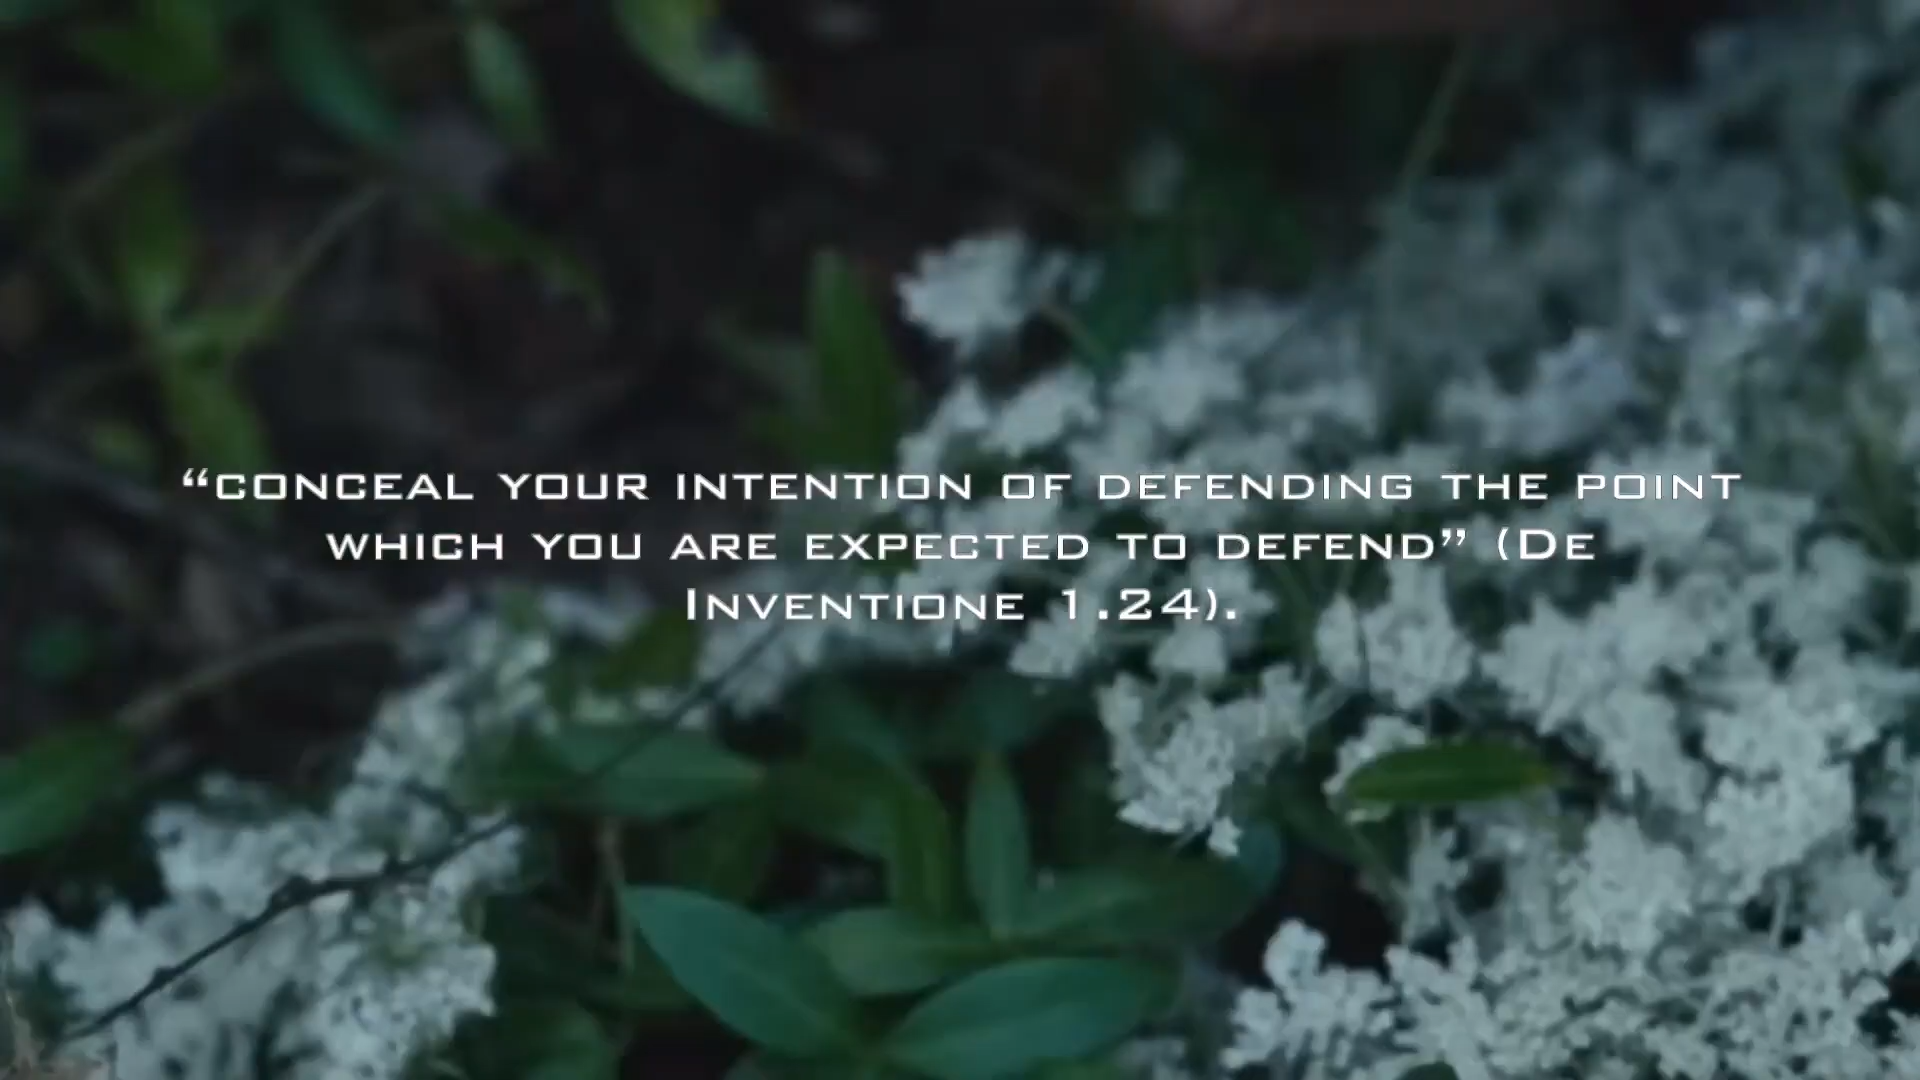 “conceal your intention of defending the point
which you are expected to defend” (De
Inventione 1.24).